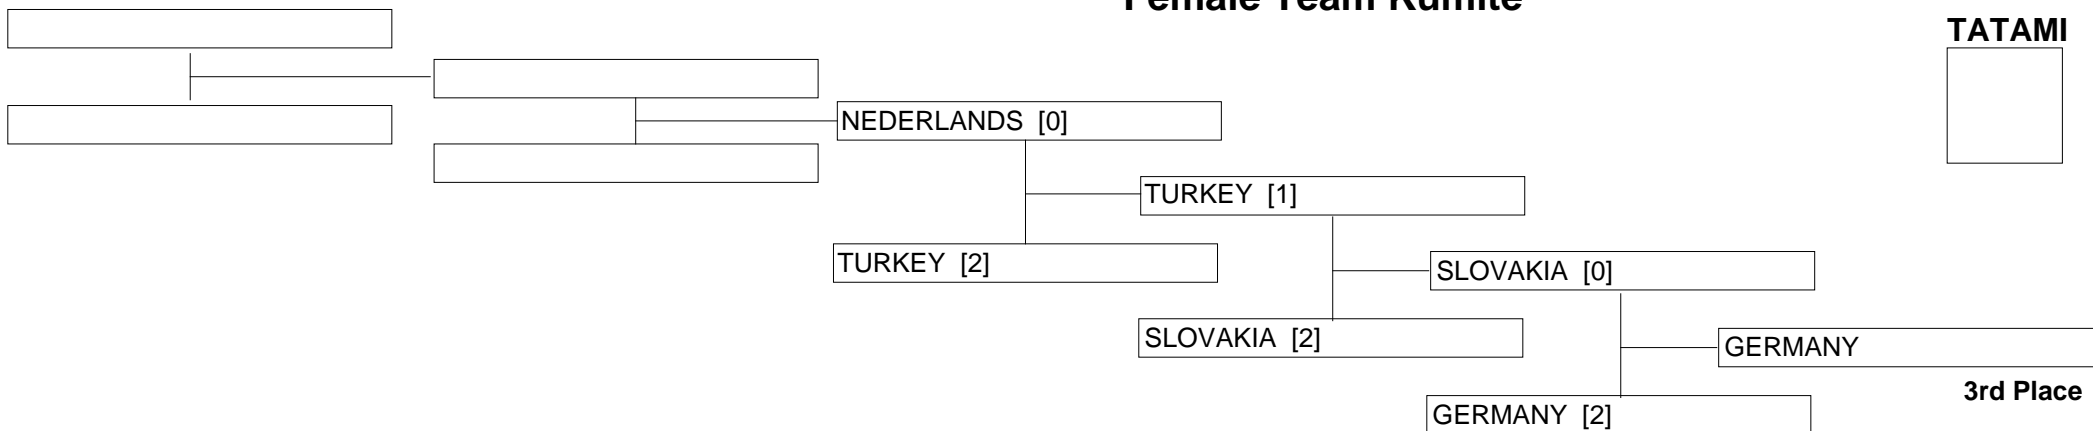 Female Team Kumite
TATAMI
NEDERLANDS [0]
TURKEY [1]
TURKEY [2]
SLOVAKIA [0]
SLOVAKIA [2]
GERMANY
3rd Place
GERMANY [2]